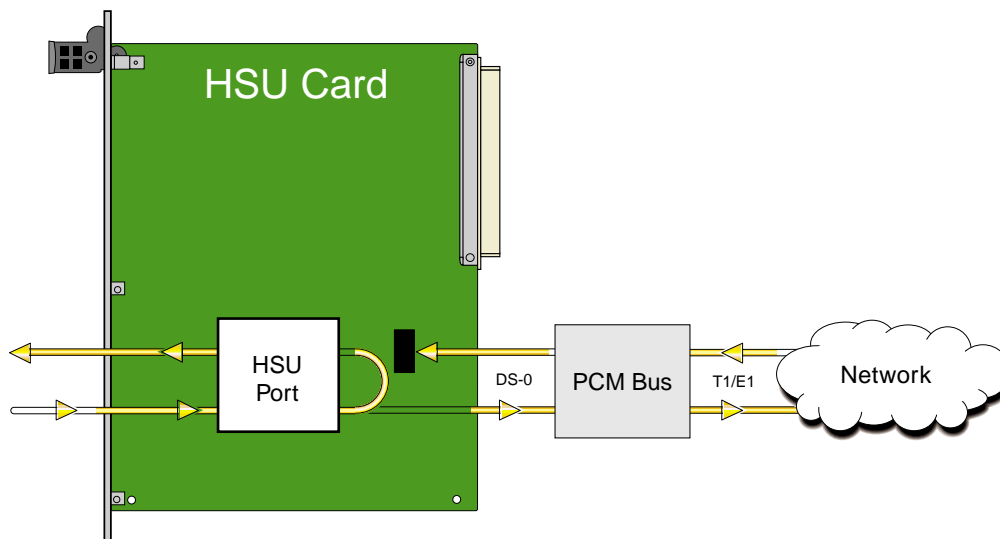 HSU Card
HSU
Port
DS-0
PCM Bus
T1/E1
Network